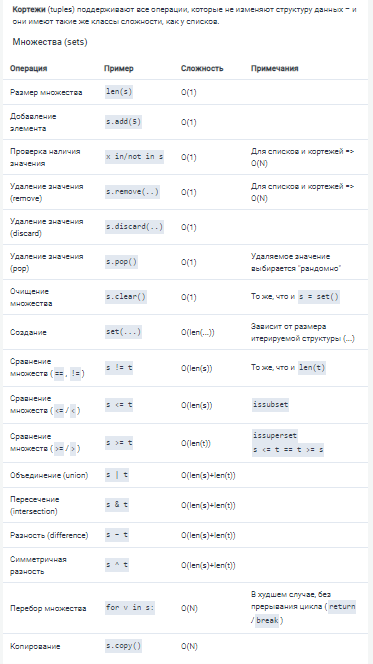 Кортежи (tuples) поддерживают все операции, которые не изменяют структуру данных – и
они имеют такие же классы сложности, как у списков.
Множества (sets)
Операция Пример Сложность Примечания
Размер множества len(s) O(1)
Добавление
элемента s.add(5) O(1)
Проверка наличия
значения x in/not in s O(1) Для списков и кортежей =>
O(N)
Удаление значения
(remove) s.remove(..) O(1) Для списков и кортежей =>
O(N)
Удаление значения
(discard) s.discard(..) O(1)
Удаление значения
(pop) s.pop() O(1) Удаляемое значение
выбирается "рандомно"
Очищение
множества s.clear() O(1) То же, что и s = set()
Создание set(...) O(len(...)) Зависит от размера
итерируемой структуры (...)
Сравнение
множеств ( == , != ) s != t O(len(s)) То же, что и len(t)
Сравнение
множеств ( <= / < ) s <= t O(len(s)) issubset
Сравнение
множеств ( >= / > ) s >= t O(len(t)) issuperset
s <= t == t >= s
Объединение (union) s | t O(len(s)+len(t))
Пересечение
(intersection) s & t O(len(s)+len(t))
Разность (difference) s - t O(len(s)+len(t))
Симметричная
разность s ^ t O(len(s)+len(t))
Перебор множества for v in s: O(N) В худшем случае, без
прерывания цикла ( return
/ break )
Копирование s.copy() O(N)